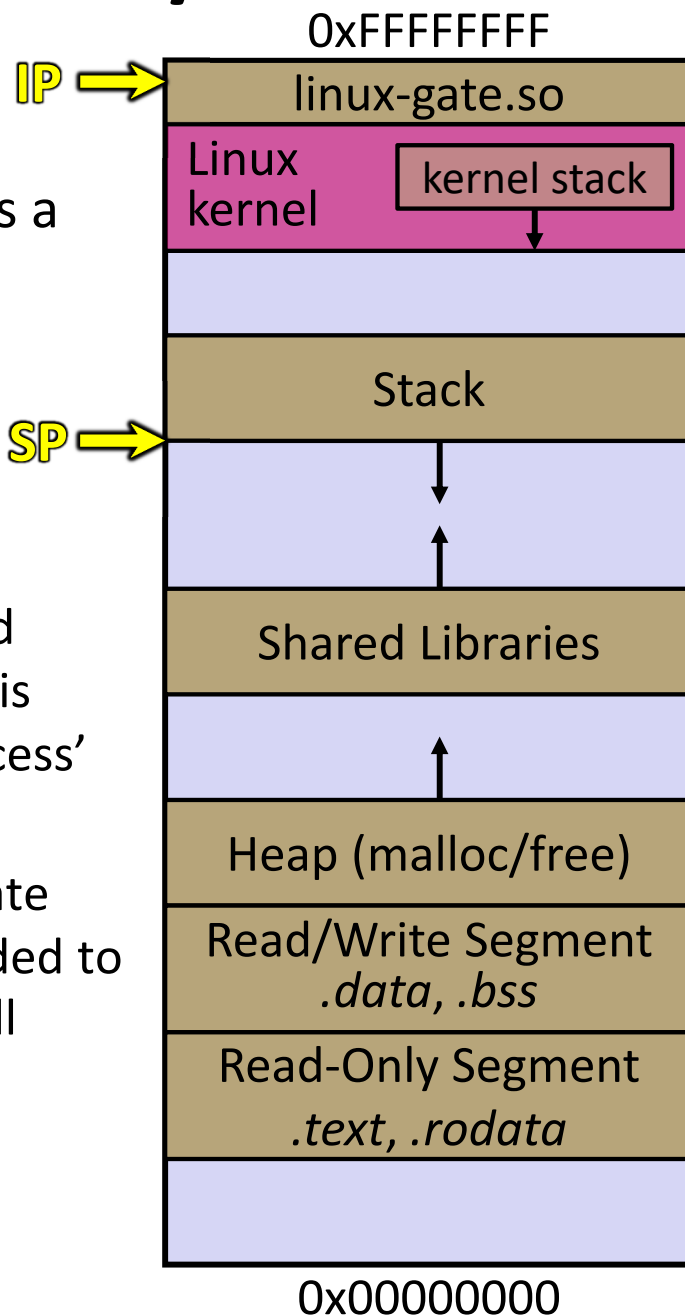 0xFFFFFFFF
IP
linux-gate.so
Linux
kernel
kernel stack
s a
Stack
SP
d
Shared Libraries
is
cess’
Heap (malloc/free)
ate
Read/Write Segment
ded to
.data, .bss
ll
Read-Only Segment
.text, .rodata
0x00000000